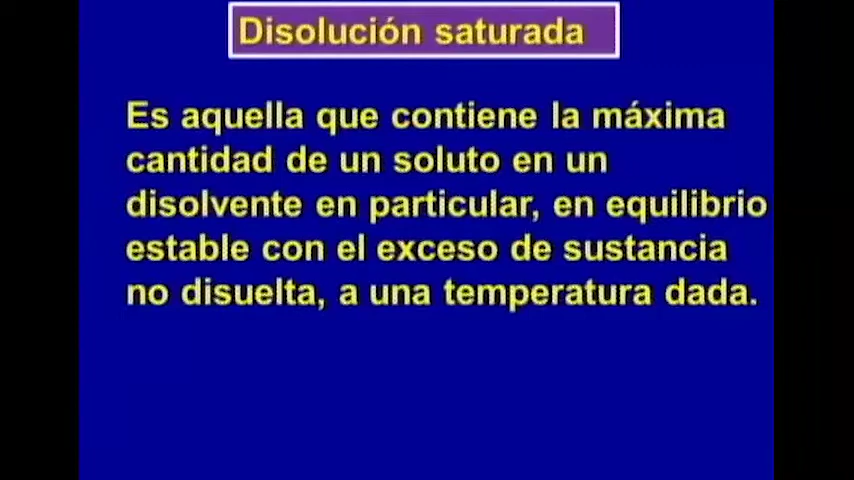 Disolución saturada
Es aquella que contiene la máxima
cantidad de un soluto en un
disolvente en particular, en equilibrio
estable con el exceso de sustancia
no disuelta, a una temperatura dada.